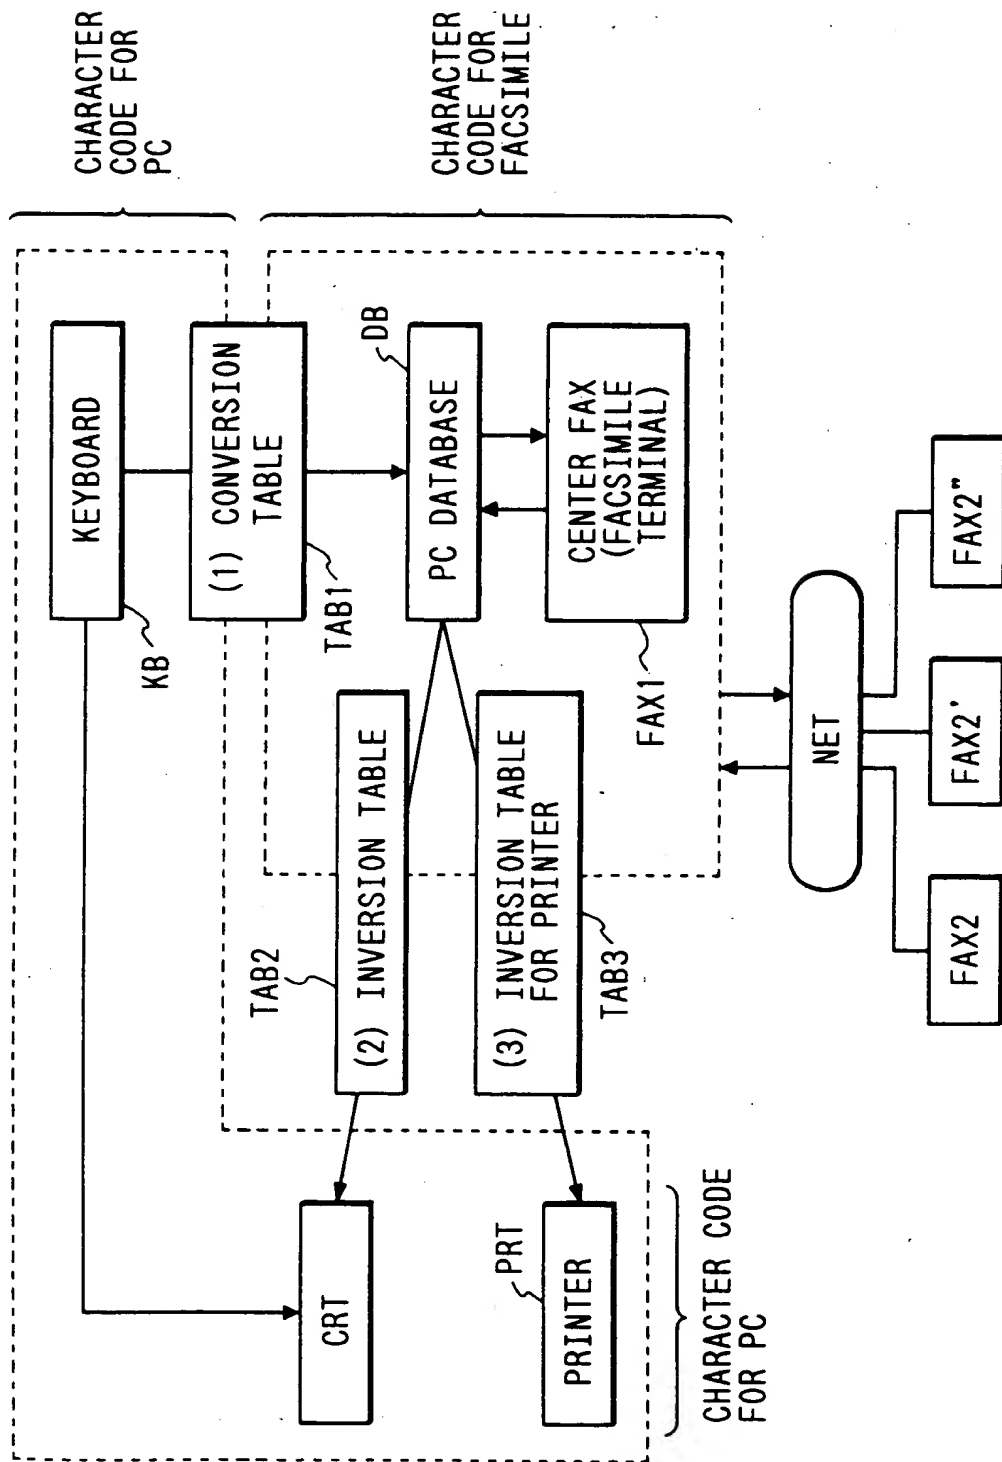 CHARACTER
CODE FOR
PC
CHARACTER
CODE FOR
FACSIMILE
KEYBOARD
KB
(1) CONVERSION
TABLE
TAB1
PC DATABASE
DB
CENTER FAX
(FACSIMILE
TERMINAL)
FAX1
TAB2
(2) INVERSION TABLE
(3) INVERSION TABLE
FOR PRINTER
TAB3
CRT
PRT
PRINTER
CHARACTER CODE
FOR PC
NET
FAX2
FAX2'
FAX2"